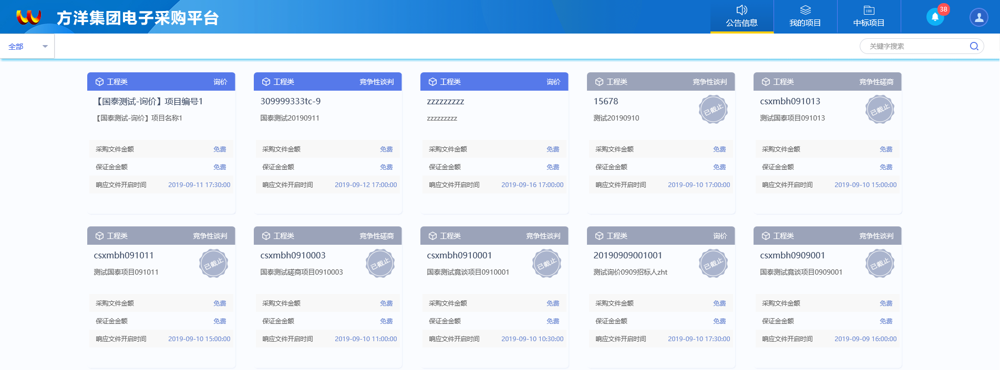 方洋集团电子采购平台
公告信息
我的项目
中标项目
38
全部
关键字搜索
工程类 询价
【国泰测试-询价】项目编号1
【国泰测试-询价】项目名称1
采购文件金额 免费
保证金金额 免费
响应文件开启时间 2019-09-11 17:30:00
工程类 竞争性谈判
309999333tc-9
国泰测试20190911
采购文件金额 免费
保证金金额 免费
响应文件开启时间 2019-09-12 17:00:00
工程类 询价
zzzzzzzzz
zzzzzzzzz
采购文件金额 免费
保证金金额 免费
响应文件开启时间 2019-09-16 17:00:00
工程类 竞争性谈判
15678
已截止
测试20190910
采购文件金额 免费
保证金金额 免费
响应文件开启时间 2019-09-10 17:00:00
工程类 竞争性磋商
csxmbh091013
已截止
测试国泰项目091013
采购文件金额 免费
保证金金额 免费
响应文件开启时间 2019-09-10 15:00:00
工程类 竞争性谈判
csxmbh091011
已截止
测试国泰项目091011
采购文件金额 免费
保证金金额 免费
响应文件开启时间 2019-09-10 15:00:00
工程类 竞争性磋商
csxmbh0910003
已截止
国泰测试磋商项目0910003
采购文件金额 免费
保证金金额 免费
响应文件开启时间 2019-09-10 11:00:00
工程类 竞争性谈判
csxmbh0910001
已截止
国泰测试竟谈项目0910001
采购文件金额 免费
保证金金额 免费
响应文件开启时间 2019-09-10 10:30:00
工程类 询价
20190909001001
已截止
测试询价0909招标人zht
采购文件金额 免费
保证金金额 免费
响应文件开启时间 2019-09-10 17:30:00
工程类 竞争性谈判
csxmbh0909001
已截止
国泰测试竟谈项目0909001
采购文件金额 免费
保证金金额 免费
响应文件开启时间 2019-09-09 16:00:00